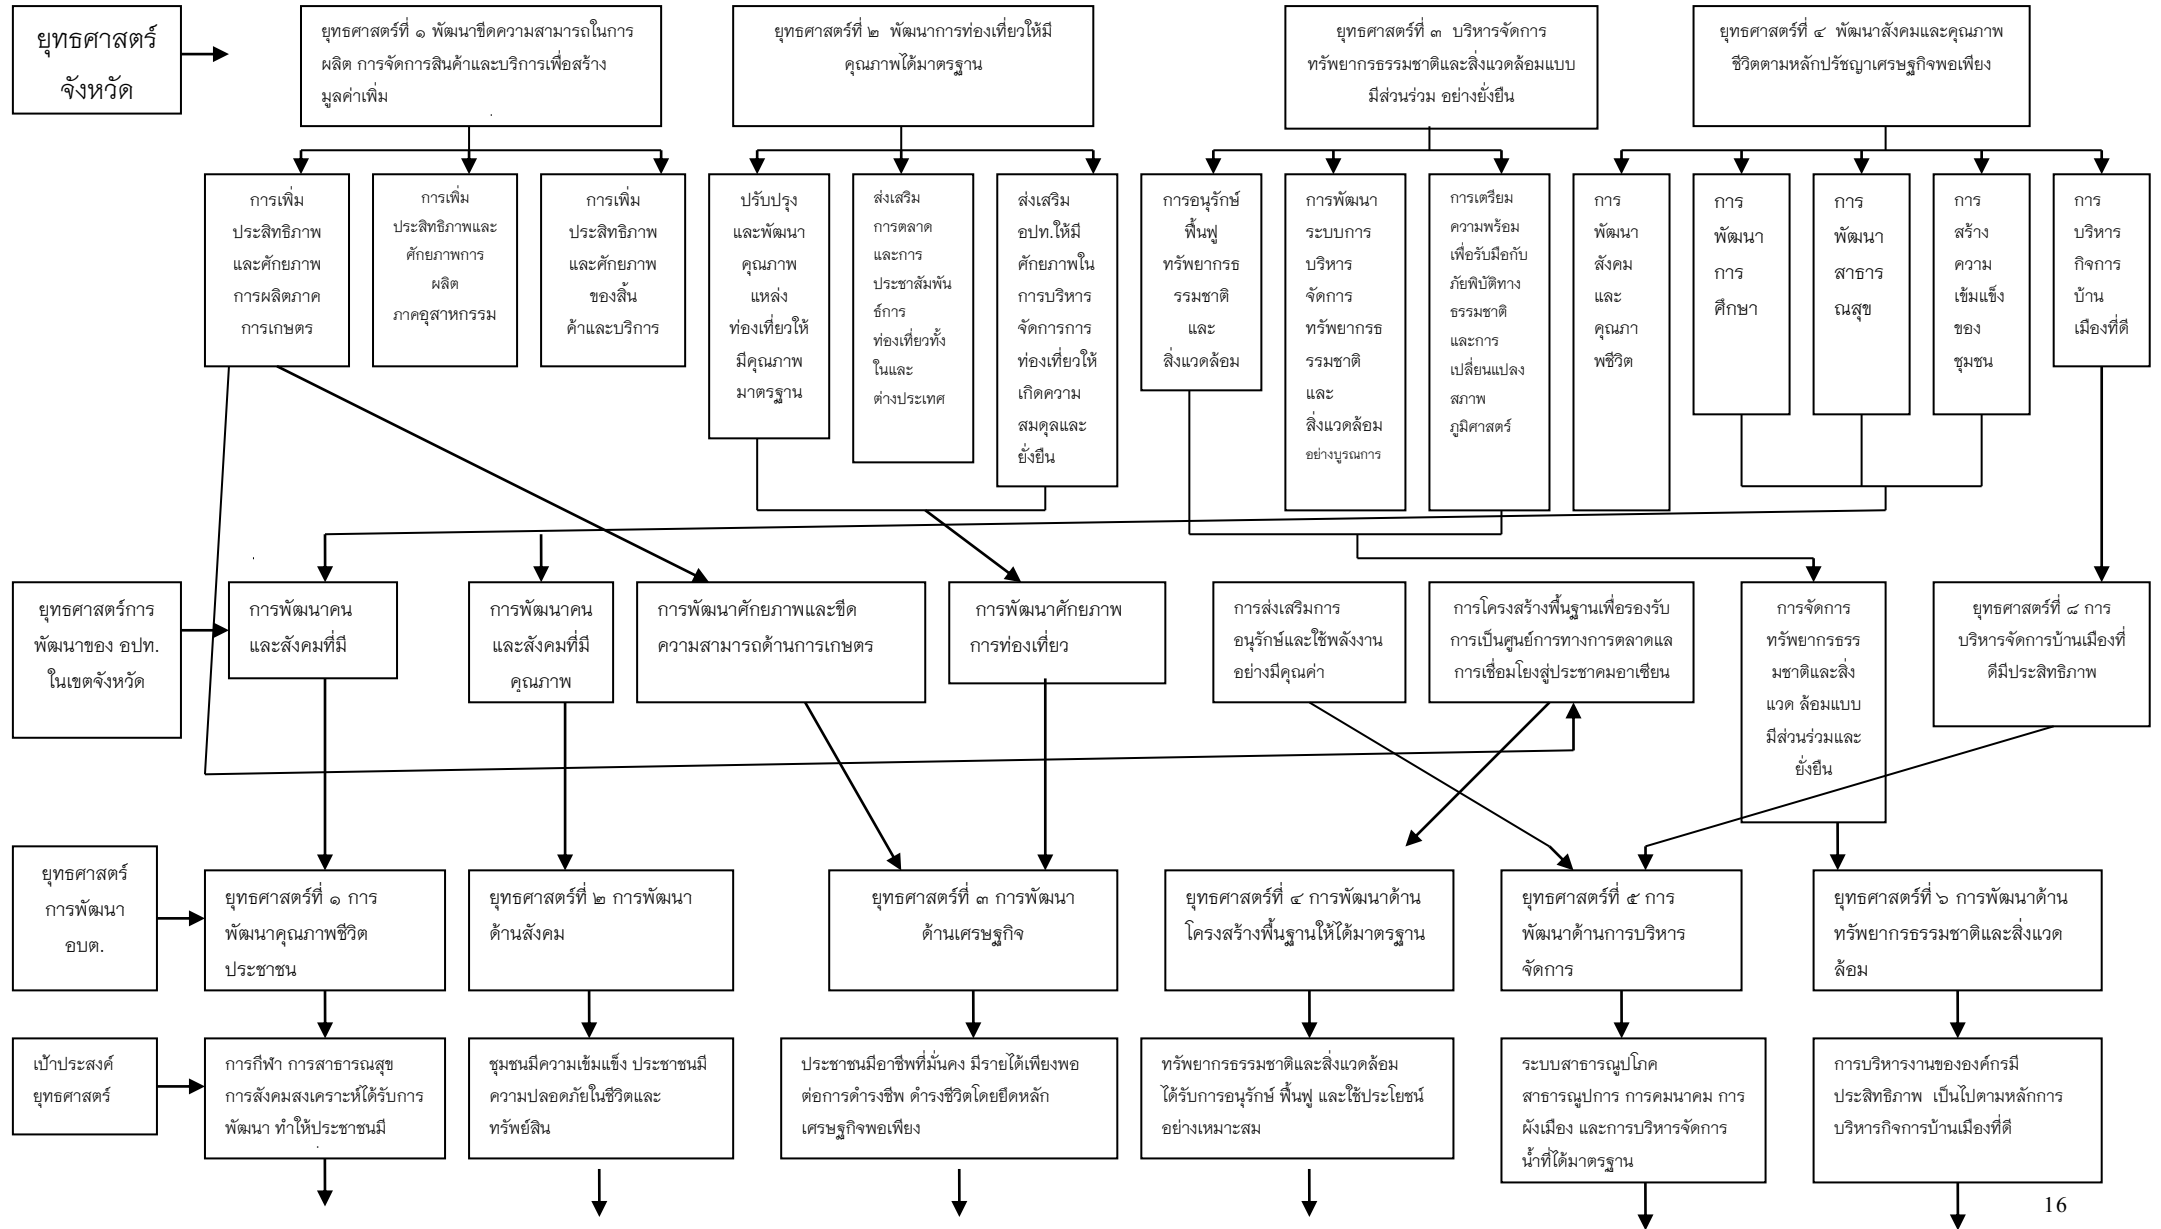 ยุทธศาสตร์
จังหวัด
ยุทธศาสตร์ที่ ๑ พัฒนาขีดความสามารถในการ
ผลิต การจัดการสินค้าและบริการเพื่อสร้าง
มูลค่าเพิ่ม
ยุทธศาสตร์ที่ ๒ พัฒนาการท่องเที่ยวให้มี
คุณภาพได้มาตรฐาน
ยุทธศาสตร์ที่ ๓ บริหารจัดการ
ทรัพยากรธรรมชาติและสิ่งแวดล้อมแบบ
มีส่วนร่วม อย่างยั่งยืน
ยุทธศาสตร์ที่ ๔ พัฒนาสังคมและคุณภาพ
ชีวิตตามหลักปรัชญาเศรษฐกิจพอเพียง
การเพิ่ม
ประสิทธิภาพ
และศักยภาพ
การผลิตภาค
การเกษตร
การเพิ่ม
ประสิทธิภาพและ
ศักยภาพการ
ผลิต
ภาคอุสาหกรรม
การเพิ่ม
ประสิทธิภาพ
และศักยภาพ
ของสิ้น
ค้าและบริการ
ปรับปรุง
และพัฒนา
คุณภาพ
แหล่ง
ท่องเที่ยวให้
มีคุณภาพ
มาตรฐาน
ส่งเสริม
การตลาด
และการ
ประชาสัมพัน
ธ์การ
ท่องเที่ยวทั้ง
ในและ
ต่างประเทศ
ส่งเสริม
อปท.ให้มี
ศักยภาพใน
การบริหาร
จัดการการ
ท่องเที่ยวให้
เกิดความ
สมดุลและ
ยั่งยืน
การอนุรักษ์
ฟื้นฟู
ทรัพยากรธ
รรมชาติ
และ
สิ่งแวดล้อม
การพัฒนา
ระบบการ
บริหาร
จัดการ
ทรัพยากรธ
รรมชาติ
และ
สิ่งแวดล้อม
อย่างบูรณการ
การเตรียม
ความพร้อม
เพื่อรับมือกับ
ภัยพิบัติทาง
ธรรมชาติ
และการ
เปลี่ยนแปลง
สภาพ
ภูมิศาสตร์
การ
พัฒนา
สังคม
และ
คุณภา
พชีวิต
การ
พัฒนา
การ
ศึกษา
การ
พัฒนา
สาธาร
ณสุข
การ
สร้าง
ความ
เข้มแข็ง
ของ
ชุมชน
การ
บริหาร
กิจการ
บ้าน
เมืองที่ดี
ยุทธศาสตร์การ
พัฒนาของ อปท.
ในเขตจังหวัด
การพัฒนาคน
และสังคมที่มี
การพัฒนาคน
และสังคมที่มี
คุณภาพ
การพัฒนาศักยภาพและขีด
ความสามารถด้านการเกษตร
การพัฒนาศักยภาพ
การท่องเที่ยว
การส่งเสริมการ
อนุรักษ์และใช้พลังงาน
อย่างมีคุณค่า
การโครงสร้างพื้นฐานเพื่อรองรับ
การเป็นศูนย์การทางการตลาดแล
การเชื่อมโยงสู่ประชาคมอาเซียน
การจัดการ
ทรัพยากรธรร
มชาติและสิ่ง
แวด ล้อมแบบ
มีส่วนร่วมและ
ยั่งยืน
ยุทธศาสตร์ที่ ๘ การ
บริหารจัดการบ้านเมืองที่
ดีมีประสิทธิภาพ
ยุทธศาสตร์
การพัฒนา
อบต.
ยุทธศาสตร์ที่ ๑ การ
พัฒนาคุณภาพชีวิต
ประชาชน
ยุทธศาสตร์ที่ ๒ การพัฒนา
ด้านสังคม
ยุทธศาสตร์ที่ ๓ การพัฒนา
ด้านเศรษฐกิจ
ยุทธศาสตร์ที่ ๔ การพัฒนาด้าน
โครงสร้างพื้นฐานให้ได้มาตรฐาน
ยุทธศาสตร์ที่ ๕ การ
พัฒนาด้านการบริหาร
จัดการ
ยุทธศาสตร์ที่ ๖ การพัฒนาด้าน
ทรัพยากรธรรมชาติและสิ่งแวด
ล้อม
เป้าประสงค์
ยุทธศาสตร์
การกีฬา การสาธารณสุข
การสังคมสงเคราะห์ได้รับการ
พัฒนา ทำให้ประชาชนมี
ชุมชนมีความเข้มแข็ง ประชาชนมี
ความปลอดภัยในชีวิตและ
ทรัพย์สิน
ประชาชนมีอาชีพที่มั่นคง มีรายได้เพียงพอ
ต่อการดำรงชีพ ดำรงชีวิตโดยยึดหลัก
เศรษฐกิจพอเพียง
ทรัพยากรธรรมชาติและสิ่งแวดล้อม
ได้รับการอนุรักษ์ ฟื้นฟู และใช้ประโยชน์
อย่างเหมาะสม
ระบบสาธารณูปโภค
สาธารณูปการ การคมนาคม การ
ผังเมือง และการบริหารจัดการ
น้ำที่ได้มาตรฐาน
การบริหารงานขององค์กรมี
ประสิทธิภาพ เป็นไปตามหลักการ
บริหารกิจการบ้านเมืองที่ดี
16